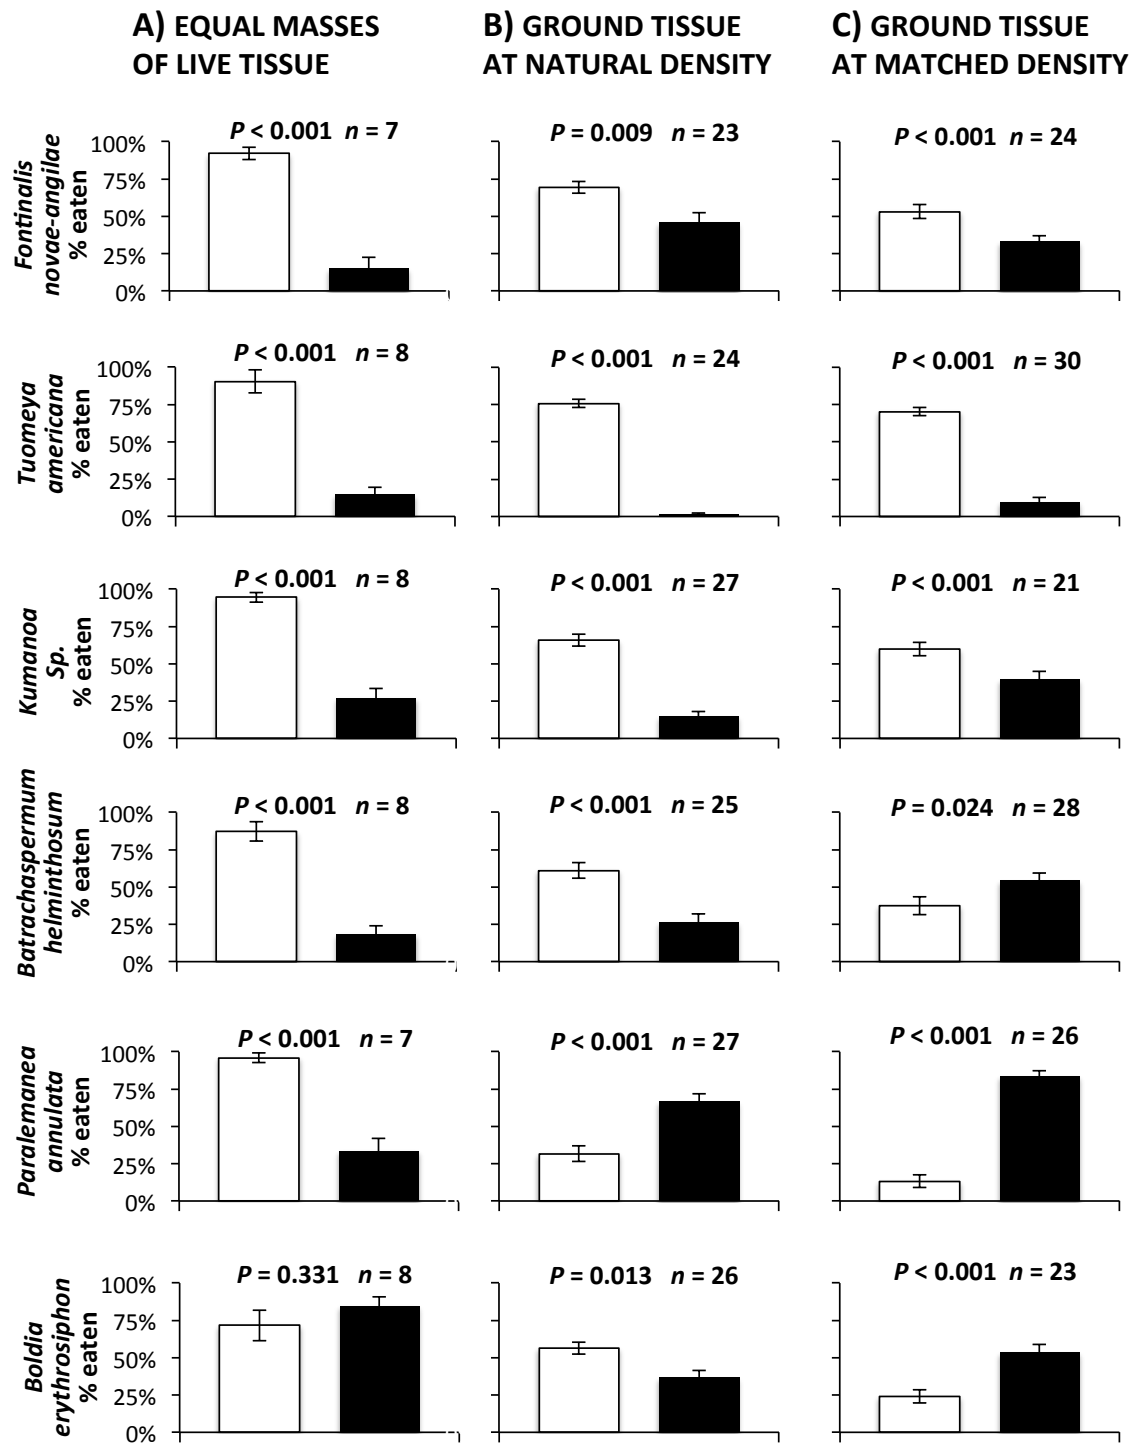 A) EQUAL MASSES
OF LIVE TISSUE
B) GROUND TISSUE
AT NATURAL DENSITY
C) GROUND TISSUE
AT MATCHED DENSITY
Fontinalis
novae-angilae
% eaten
100%
75%
50%
25%
0%
P < 0.001 n = 7
P = 0.009 n = 23
P < 0.001 n = 24
Tuomeya
americana
% eaten
100%
75%
50%
25%
0%
P < 0.001 n = 8
P < 0.001 n = 24
P < 0.001 n = 30
Kumanoa
Sp.
% eaten
100%
75%
50%
25%
0%
P < 0.001 n = 8
P < 0.001 n = 27
P < 0.001 n = 21
Batrachaspermum
helminthosum
% eaten
100%
75%
50%
25%
0%
P < 0.001 n = 8
P < 0.001 n = 25
P = 0.024 n = 28
Paralemanea
annulata
% eaten
100%
75%
50%
25%
0%
P < 0.001 n = 7
P < 0.001 n = 27
P < 0.001 n = 26
Boldia
erythrosiphon
% eaten
100%
75%
50%
25%
0%
P = 0.331 n = 8
P = 0.013 n = 26
P < 0.001 n = 23